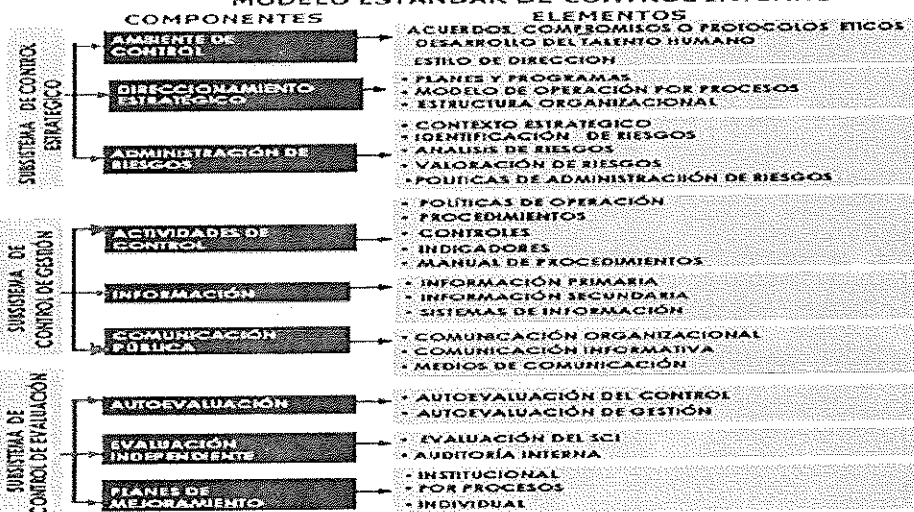 MODELO ESTÁNDAR DE CONTROL INTERNO
COMPONENTES
ELEMENTOS
SUBSISTEMA DE CONTROL
ESTRATEGICO
AMBIENTE DE
CONTROL
ACUERDOS, COMPROMISOS O PROTOCOLOS ETICOS
DESARROLLO DEL TALENTO HUMANO
ESTILO DE DIRECCION
DIRECCIONAMIENTO
ESTRATEGICO
• PLANES Y PROGRAMAS
• MODELO DE OPERACIÓN POR PROCESOS
• ESTRUCTURA ORGANIZACIONAL
ADMINISTRACIÓN DE
RIESGOS
• CONTEXTO ESTRATEGICO
• IDENTIFICACIÓN DE RIESGOS
• ANALISIS DE RIESGOS
• VALORACIÓN DE RIESGOS
• POLITICAS DE ADMINISTRACIIÓN DE RIESGOS
SUBSISTEMA DE
CONTROL DE GESTIÓN
ACTIVIDADES DE
CONTROL
• POLÍTICAS DE OPERACIÓN
• PROCEDIMIENTOS
• CONTROLES
• INDICADORES
• MANUAL DE PROCEDIMIENTOS
INFORMACIÓN
• INFORMACIÓN PRIMARIA
• INFORMACIÓN SECUNDARIA
• SISTEMAS DE INFORMACIÓN
COMUNICACIÓN
PÚBLICA
• COMUNICACIÓN ORGANIZACIONAL
• COMUNICACIÓN INFORMATIVA
• MEDIOS DE COMUNICACIÓN
SUBSISTEMA DE
CONTROL DE EVALUACIÓN
AUTOEVALUACIÓN
• AUTOEVALUACIÓN DEL CONTROL
• AUTOEVALUACIÓN DE GESTIÓN
EVALUACIÓN
INDEPENDIENTE
• EVALUACIÓN DEL SCI
• AUDITORÍA INTERNA
PLANES DE
MEJORAMIENTO
• INSTITUCIONAL
• POR PROCESOS
• INDIVIDUAL